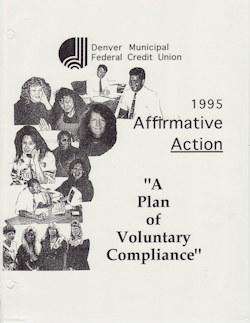 Denver Municipal
Federal Credit Union
1995
Affirmative
Action
"A
Plan
of
Voluntary
Compliance"